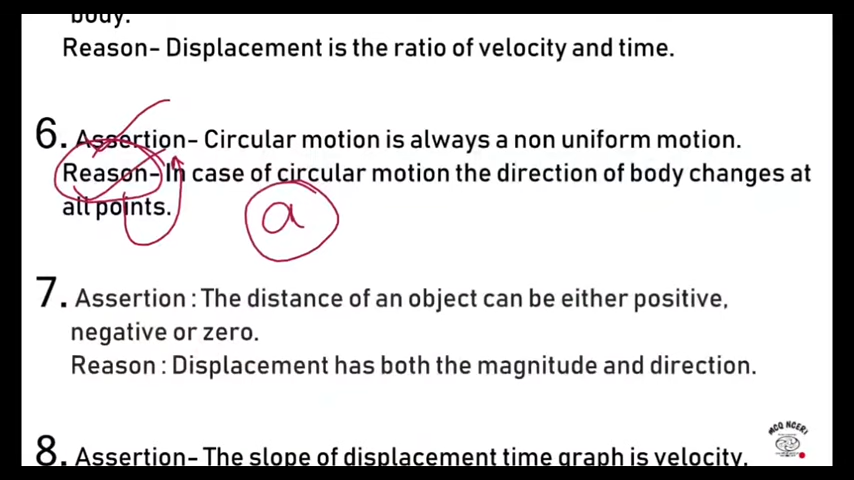 body.
Reason- Displacement is the ratio of velocity and time.
6. Assertion- Circular motion is always a non uniform motion.
Reason- In case of circular motion the direction of body changes at
all points.
a
7. Assertion : The distance of an object can be either positive,
negative or zero.
Reason : Displacement has both the magnitude and direction.
8. Assertion- The slope of displacement time graph is velocity.
MCQ NCERT